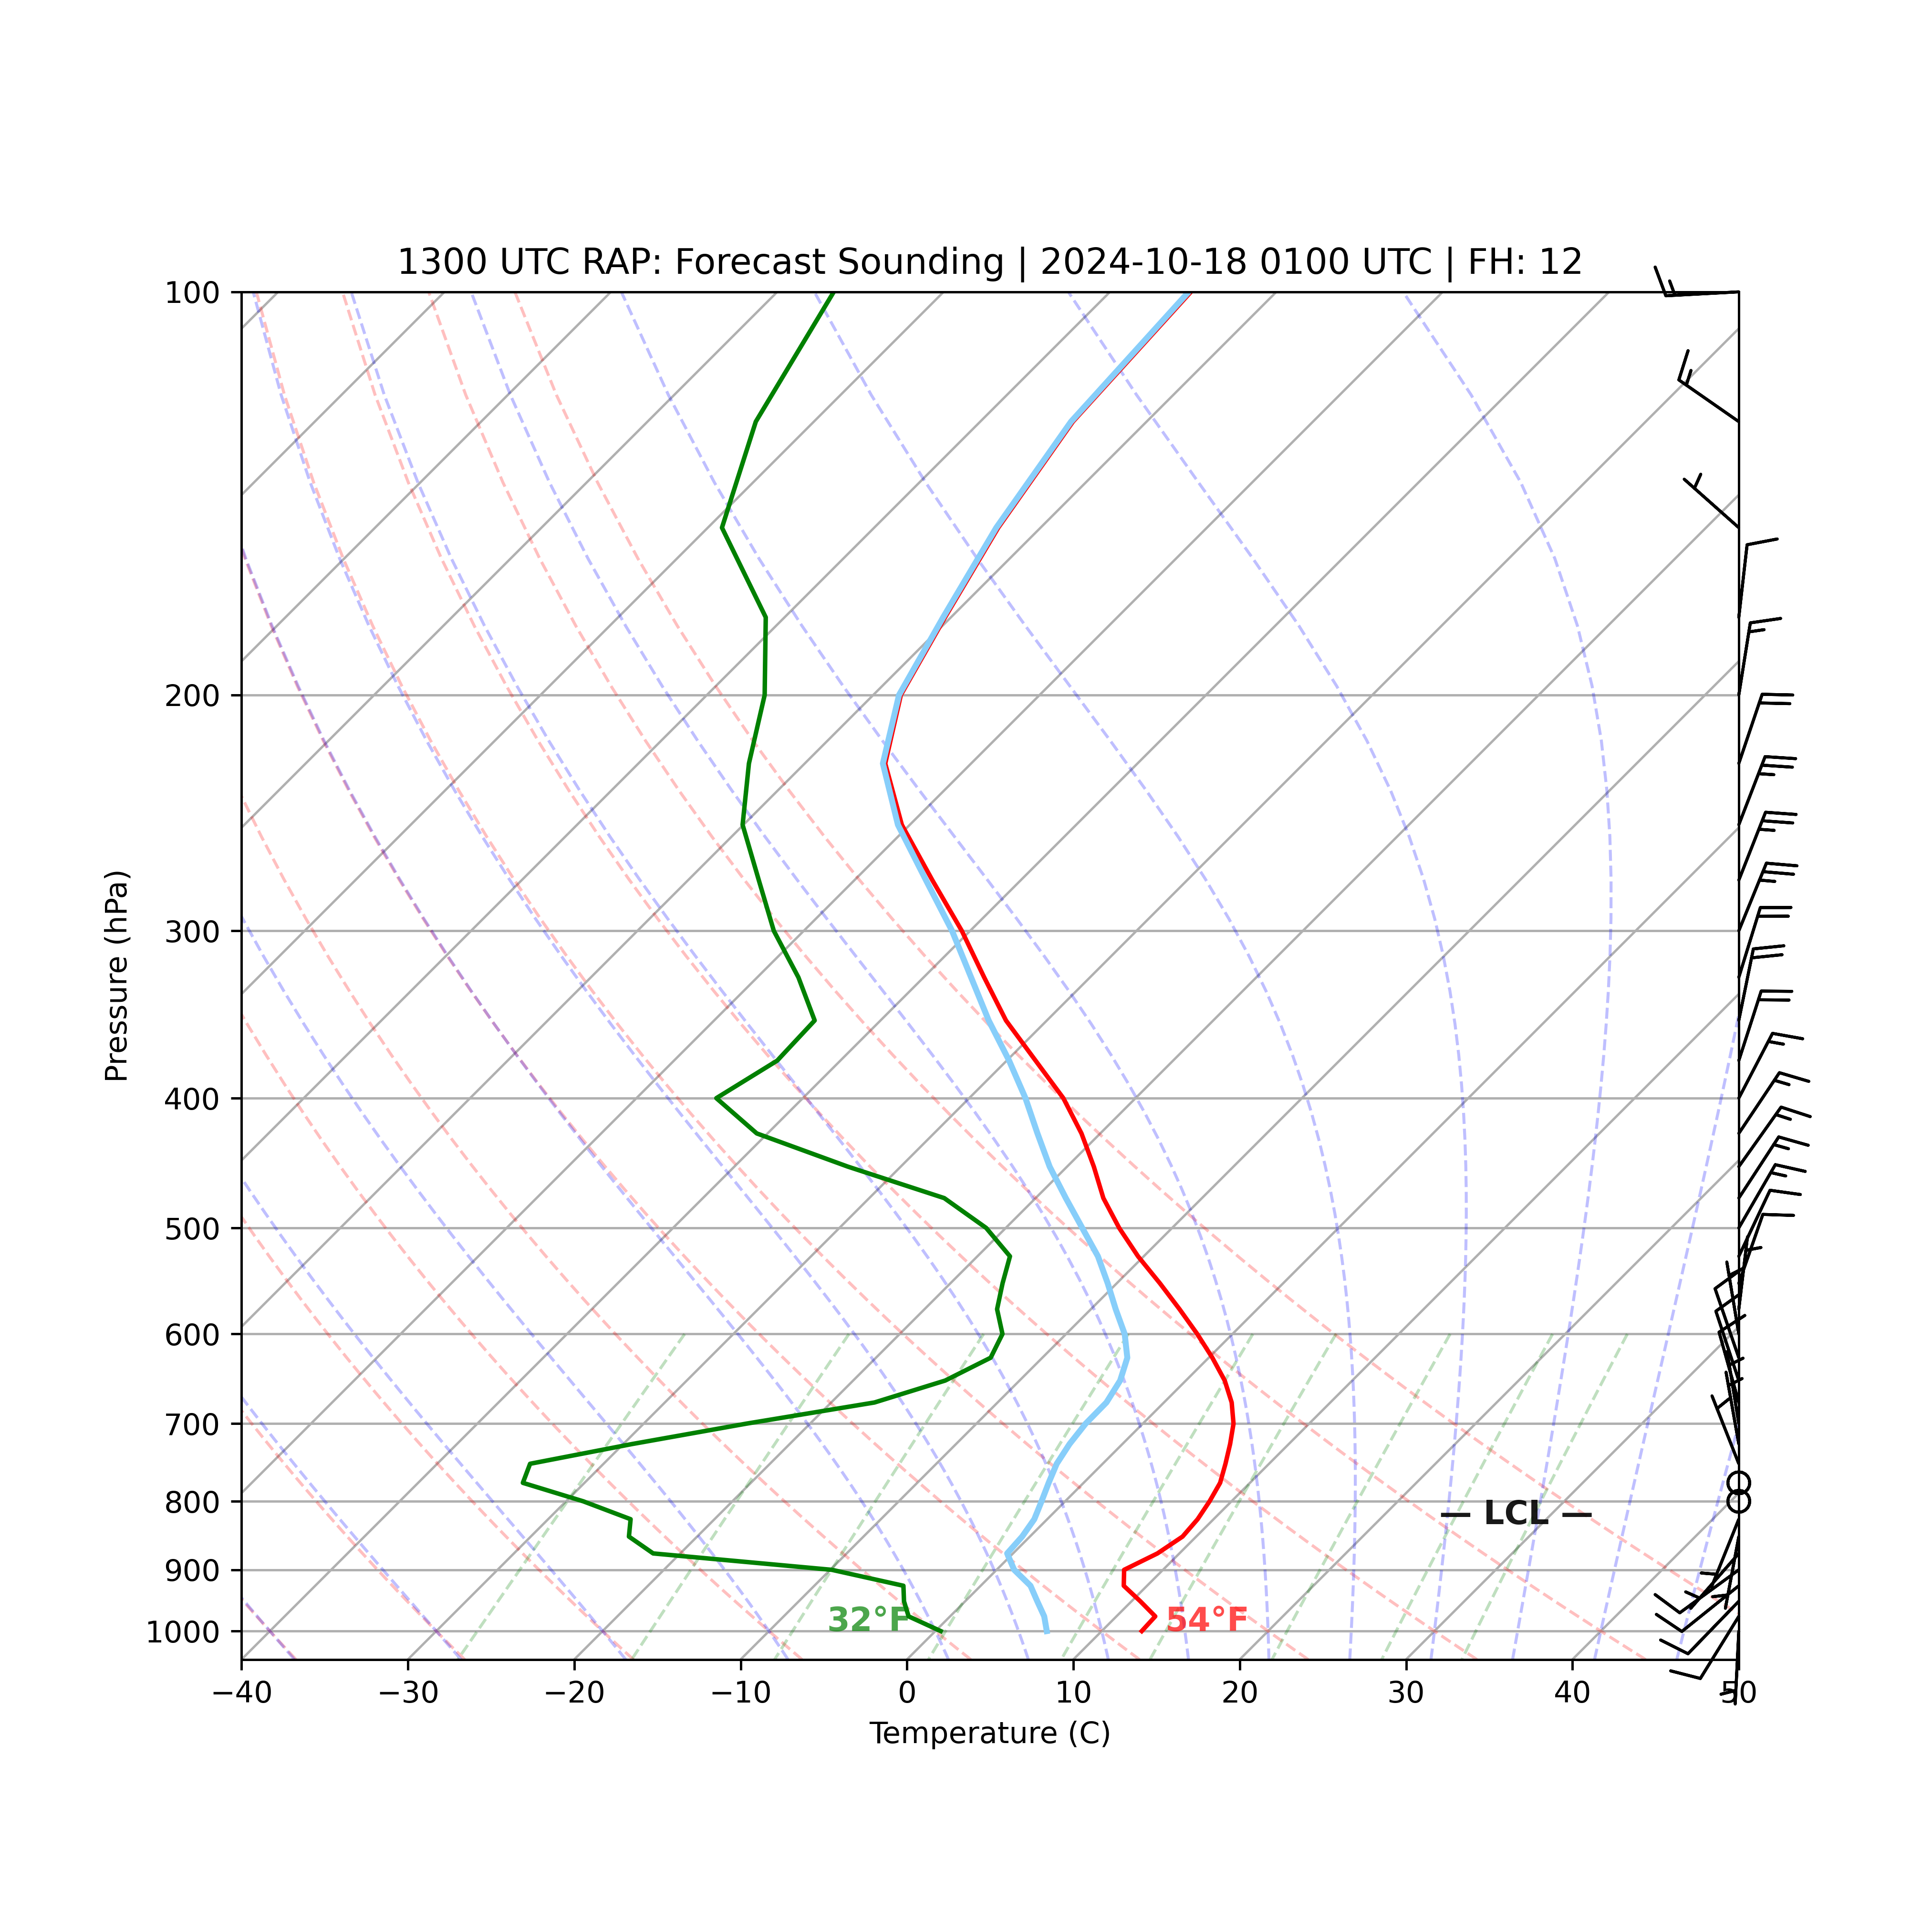 1300 UTC RAP: Forecast Sounding | 2024-10-18 0100 UTC | FH: 12
100
200
300
400
500
600
700
800
900
1000
Pressure (hPa)
— LCL —
32°F
54°F
−40 −30 −20 −10 0 10 20 30 40 50
Temperature (C)